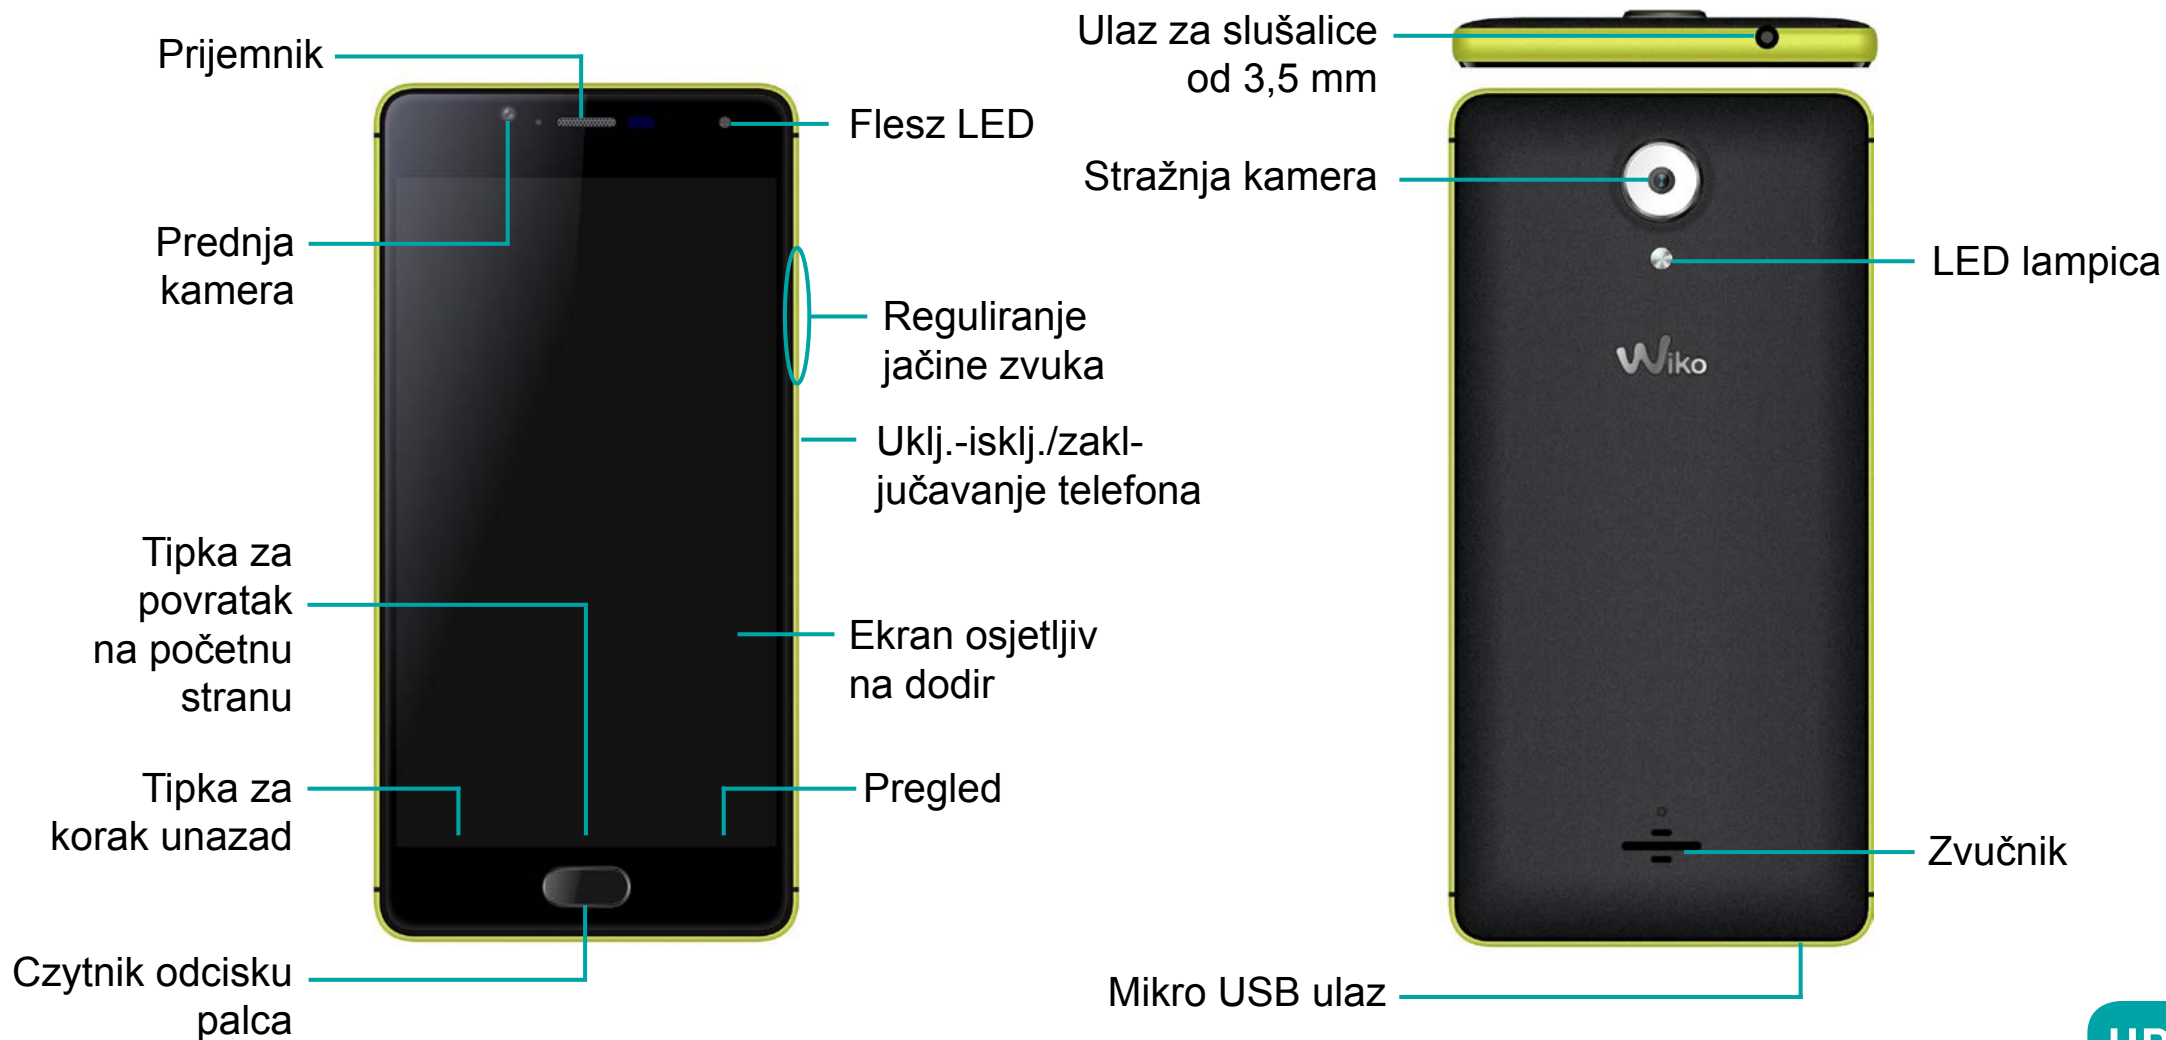 Prijemnik
Flesz LED
Prednja
kamera
Reguliranje
jačine zvuka
Uklj.-isklj./zakl-
jučavanje telefona
Tipka za
povratak
na početnu
stranu
Ekran osjetljiv
na dodir
Tipka za
korak unazad
Pregled
Czytnik odcisku
palca
Ulaz za slušalice
od 3,5 mm
Stražnja kamera
LED lampica
Wiko
Zvučnik
Mikro USB ulaz